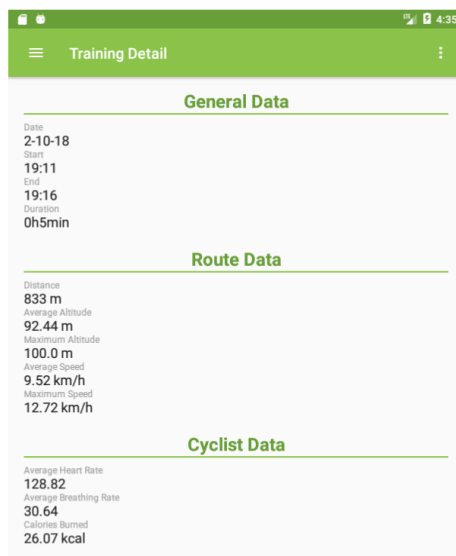 LTE 4:35
Training Detail
General Data
Date
2-10-18
Start
19:11
End
19:16
Duration
0h5min
Route Data
Distance
833 m
Average Altitude
92.44 m
Maximum Altitude
100.0 m
Average Speed
9.52 km/h
Maximum Speed
12.72 km/h
Cyclist Data
Average Heart Rate
128.82
Average Breathing Rate
30.64
Calories Burned
26.07 kcal